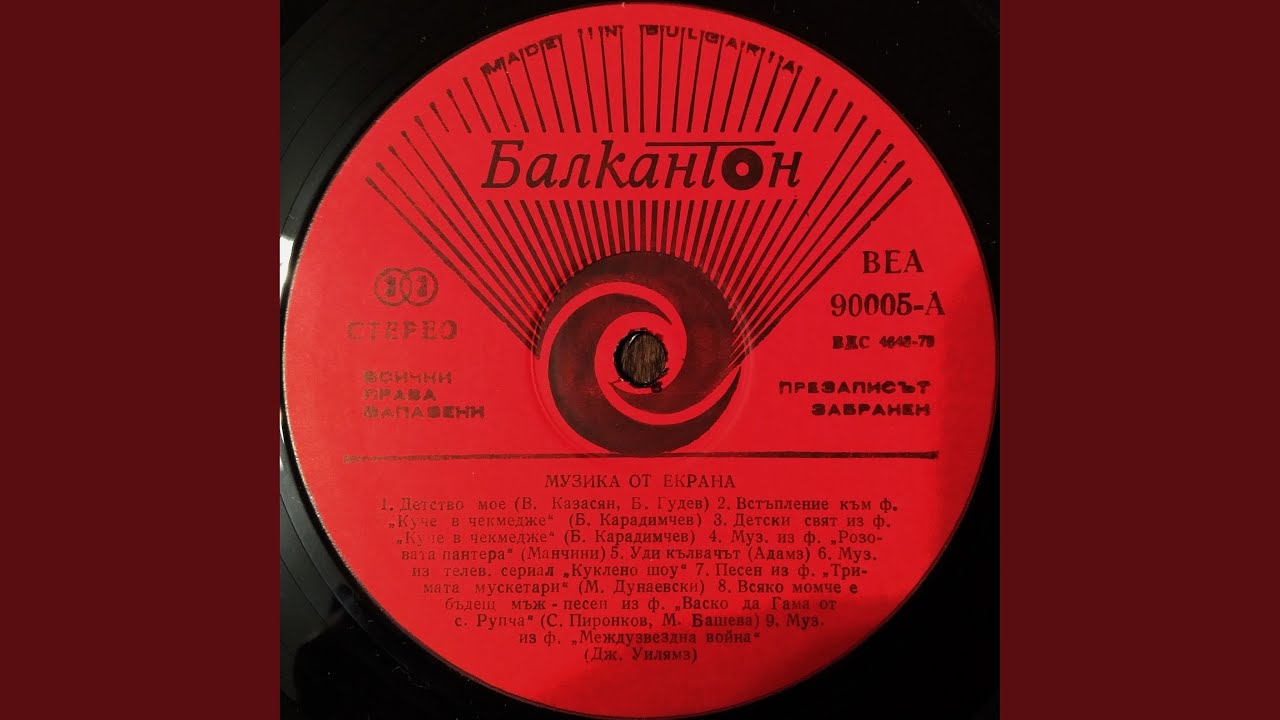 MADE IN BULGARIA
Балкантон
ВЕА
90005-А
33
СТЕРЕО
ВДС 4648-79
ВСИЧКИ
ПРАВА
ЗАПАЗЕНИ
ПРЕЗАПИСЪТ
ЗАБРАНЕН
МУЗИКА ОТ ЕКРАНА
1. Детство мое (В. Казасян, Б. Гудев) 2. Встъпление към ф.
„Куче в чекмедже“ (Б. Карадимчев) 3. Детски свят из ф.
„Куче в чекмедже“ (Б. Карадимчев) 4. Муз. из ф. „Розо-
вата пантера“ (Манчини) 5. Уди кълвачът (Адамз) 6. Муз.
из телев. сериал „Куклено шоу“ 7. Песен из ф. „Три-
мата мускетари“ (М. Дунаевски) 8. Всяко момче е
бъдещ мъж - песен из ф. „Васко да Гама от
с. Рупча“ (С. Пиронков, М. Башева) 9. Муз.
из ф. „Междузвездна война“
(Дж. Уилямз)